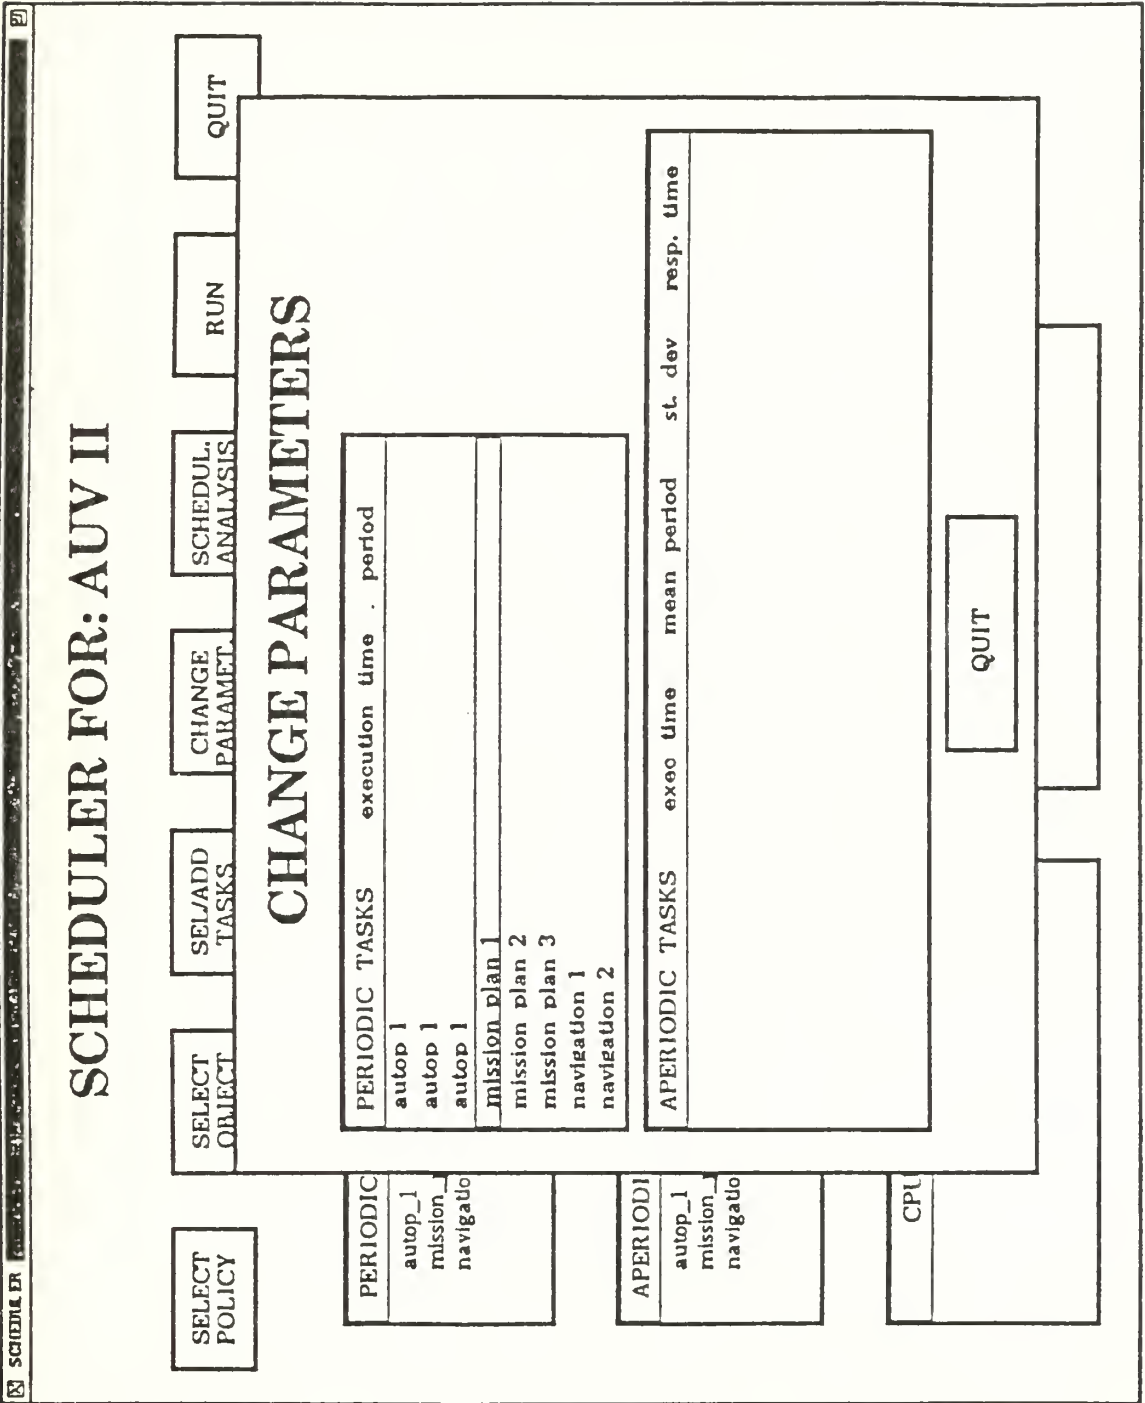 SCHEDULER
SCHEDULER FOR: AUV II
SELECT
POLICY
SELECT
OBJECT
SEL/ADD
TASKS
CHANGE
PARAMET.
SCHEDUL.
ANALYSIS
RUN
QUIT
CHANGE PARAMETERS
PERIODIC TASKS execution time . period
autop 1
autop 1
autop 1
mission plan 1
mission plan 2
mission plan 3
navigation 1
navigation 2
APERIODIC TASKS exec time mean period st. dev resp. time
QUIT
PERIODIC
autop_1
mission_
navigatio
APERIODI
autop_1
mission_
navigatio
CPU